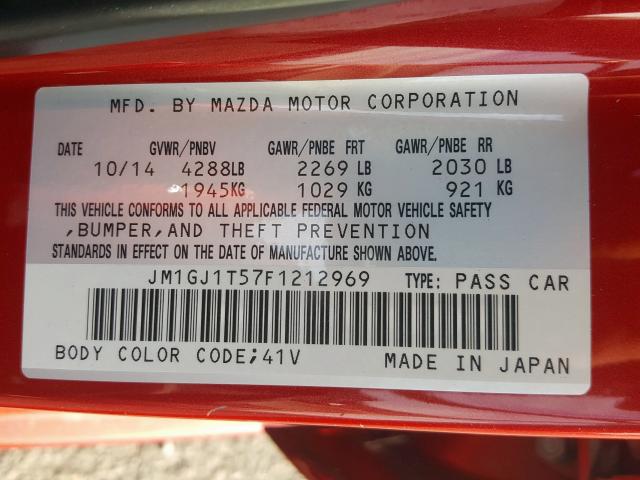 MFD. BY MAZDA MOTOR CORPORATION
DATE GVWR/PNBV GAWR/PNBE FRT GAWR/PNBE RR
10/14 4288LB 2269 LB 2030 LB
1945KG 1029 KG 921 KG
THIS VEHICLE CONFORMS TO ALL APPLICABLE FEDERAL MOTOR VEHICLE SAFETY
,BUMPER,AND THEFT PREVENTION
STANDARDS IN EFFECT ON THE DATE OF MANUFACTURE SHOWN ABOVE.
JM1GJ1T57F1212969 TYPE: PASS CAR
BODY COLOR CODE;41V MADE IN JAPAN